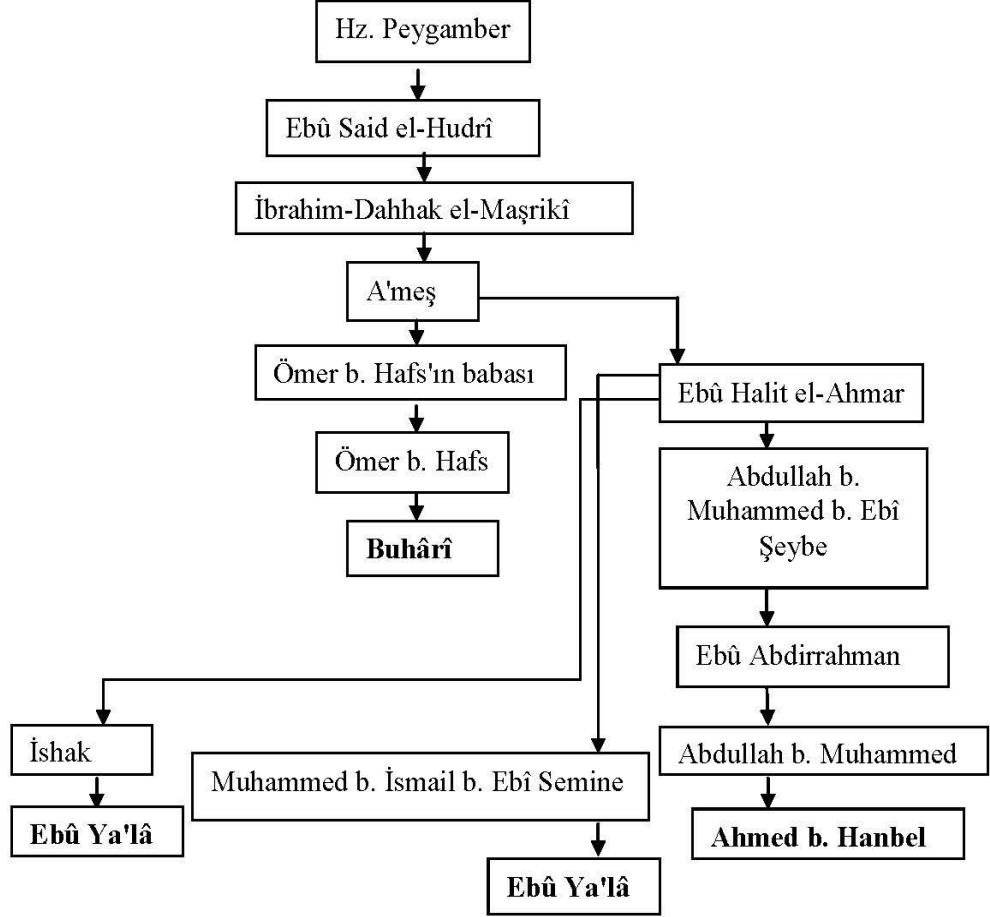 Hz. Peygamber
Ebû Said el-Hudrî
İbrahim-Dahhak el-Maşrikî
A'meş
Ömer b. Hafs'ın babası
Ebû Halit el-Ahmar
Ömer b. Hafs
Abdullah b.
Muhammed b. Ebî
Şeybe
Buhârî
Ebû Abdirrahman
İshak
Muhammed b. İsmail b. Ebî Semine
Abdullah b. Muhammed
Ebû Ya'lâ
Ahmed b. Hanbel
Ebû Ya'lâ